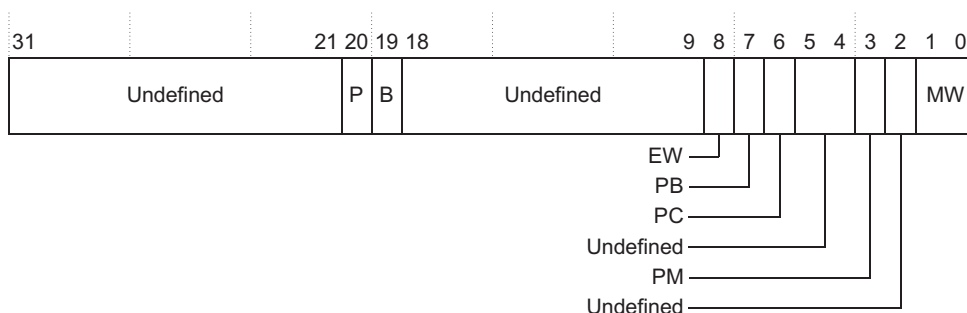 31 21 20 19 18 9 8 7 6 5 4 3 2 1 0
Undefined P B Undefined MW
EW
PB
PC
Undefined
PM
Undefined